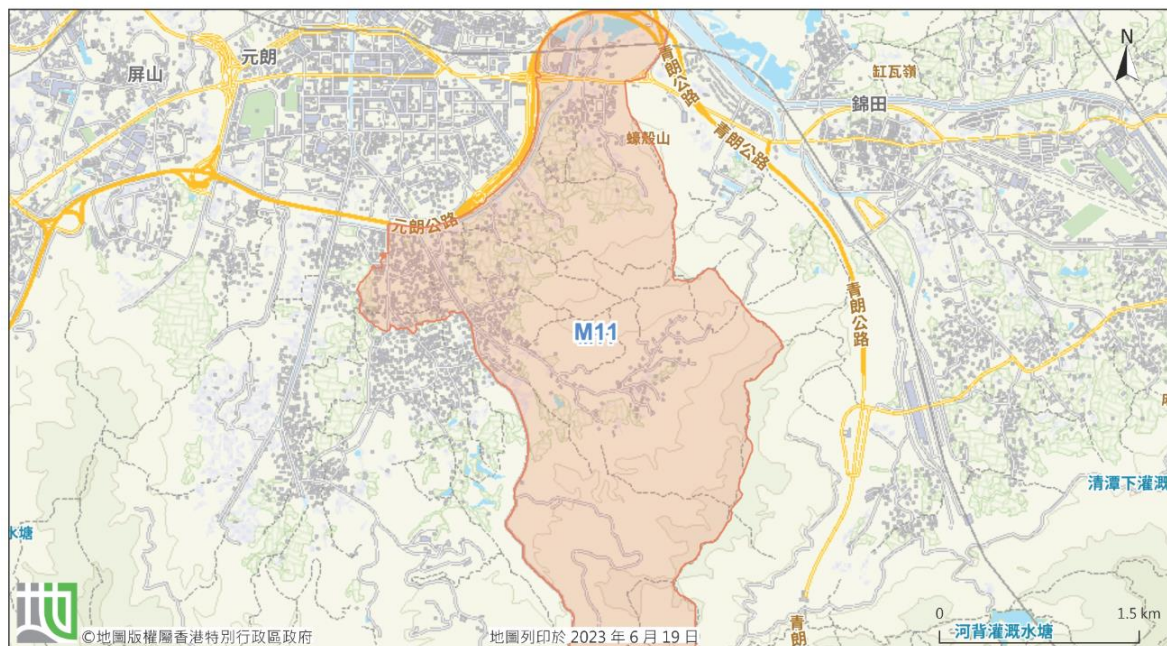 元朗
屏山
N
缸瓦嶺
錦田
青朗公路
青朗公路
蠔殼山
元朗公路
青朗公路
M11
清潭下灌溉
水塘
0 1.5 km
河背灌溉水塘
青朗
©地圖版權屬香港特別行政區政府
地圖列印於 2023 年 6 月 19 日